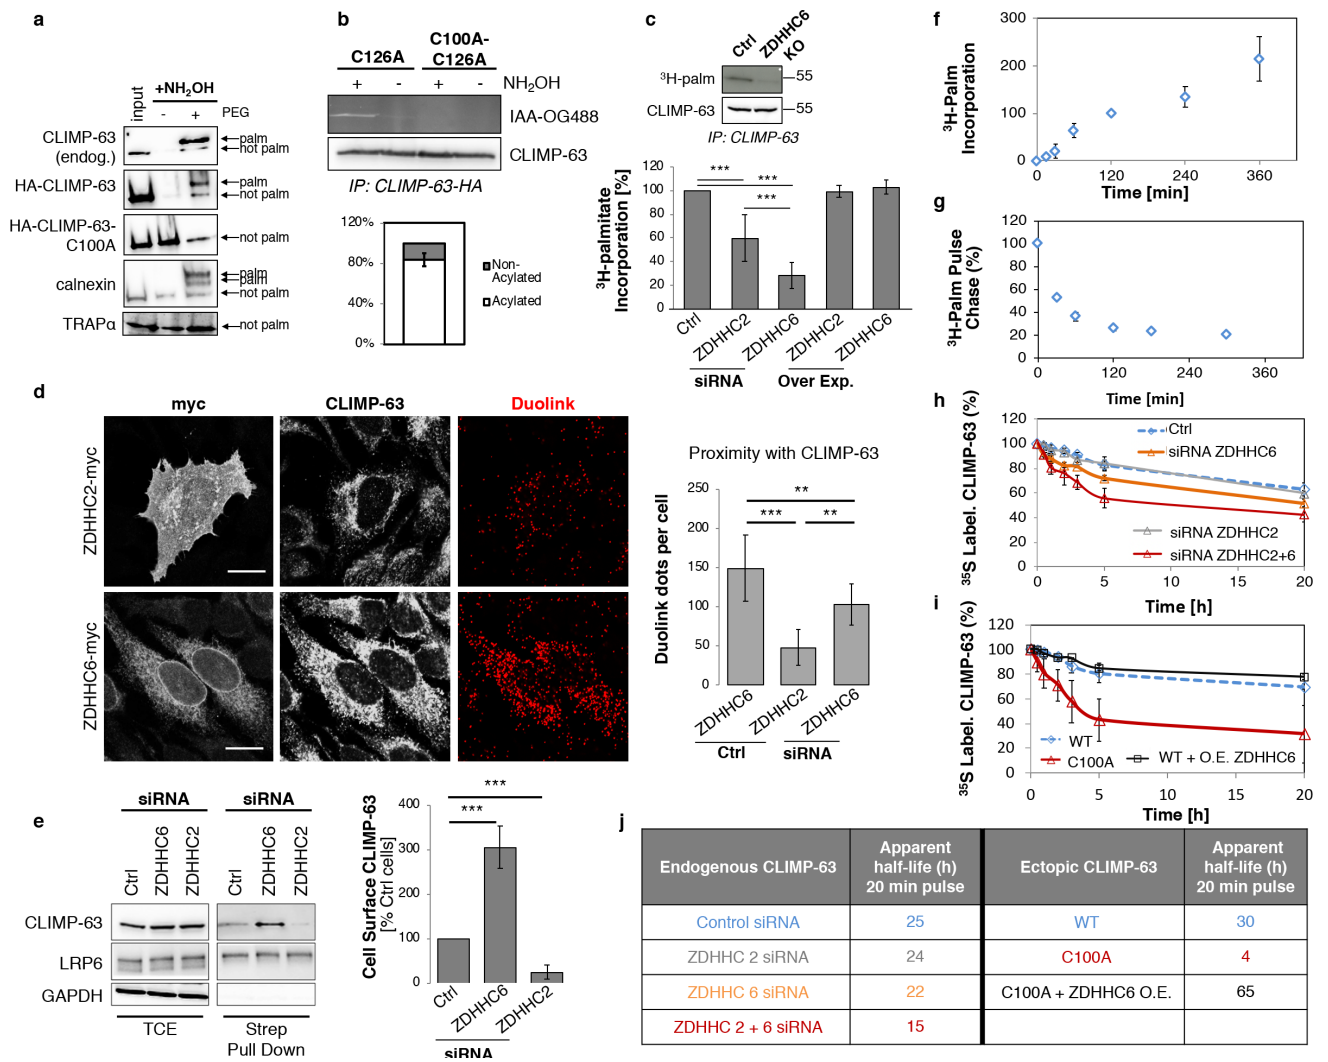 a
input
+NH2OH
-
+
PEG
CLIMP-63
(endog.)
palm
not palm
HA-CLIMP-63
palm
not palm
HA-CLIMP-63-
C100A
not palm
calnexin
palm
palm
not palm
TRAPα
not palm
b
C126A
C100A-
C126A
+
-
+
-
NH2OH
IAA-OG488
CLIMP-63
IP: CLIMP-63-HA
120%
80%
40%
0%
Non-
Acylated
Acylated
c
Ctrl
ZDHHC6
KO
³H-palm
55
CLIMP-63
55
IP: CLIMP-63
³H-palmitate
Incorporation [%]
120
100
80
60
40
20
0
***
***
***
Ctrl
ZDHHC2
ZDHHC6
ZDHHC2
ZDHHC6
siRNA
Over Exp.
d
myc
CLIMP-63
Duolink
ZDHHC2-myc
ZDHHC6-myc
Proximity with CLIMP-63
Duolink dots per cell
250
200
150
100
50
0
**
***
**
ZDHHC6
ZDHHC2
ZDHHC6
Ctrl
siRNA
e
siRNA
siRNA
Ctrl
ZDHHC6
ZDHHC2
Ctrl
ZDHHC6
ZDHHC2
CLIMP-63
LRP6
GAPDH
TCE
Strep
Pull Down
Cell Surface CLIMP-63
[% Ctrl cells]
400
300
200
100
0
***
***
Ctrl
ZDHHC6
ZDHHC2
siRNA
f
³H-Palm
Incorporation
300
200
100
0
0
120
240
360
Time [min]
g
³H-Palm Pulse
Chase (%)
120
100
80
60
40
20
0
0
120
240
360
Time [min]
h
³⁵S Label. CLIMP-63 (%)
120
100
80
60
40
20
0
Ctrl
siRNA ZDHHC6
siRNA ZDHHC2
siRNA ZDHHC2+6
0
5
10
15
20
Time [h]
i
³⁵S Label. CLIMP-63 (%)
120
100
80
60
40
20
0
WT
C100A
WT + O.E. ZDHHC6
0
5
10
15
20
Time [h]
j
Endogenous CLIMP-63
Apparent
half-life (h)
20 min pulse
Ectopic CLIMP-63
Apparent
half-life (h)
20 min pulse
Control siRNA
25
WT
30
ZDHHC 2 siRNA
24
C100A
4
ZDHHC 6 siRNA
22
C100A + ZDHHC6 O.E.
65
ZDHHC 2 + 6 siRNA
15